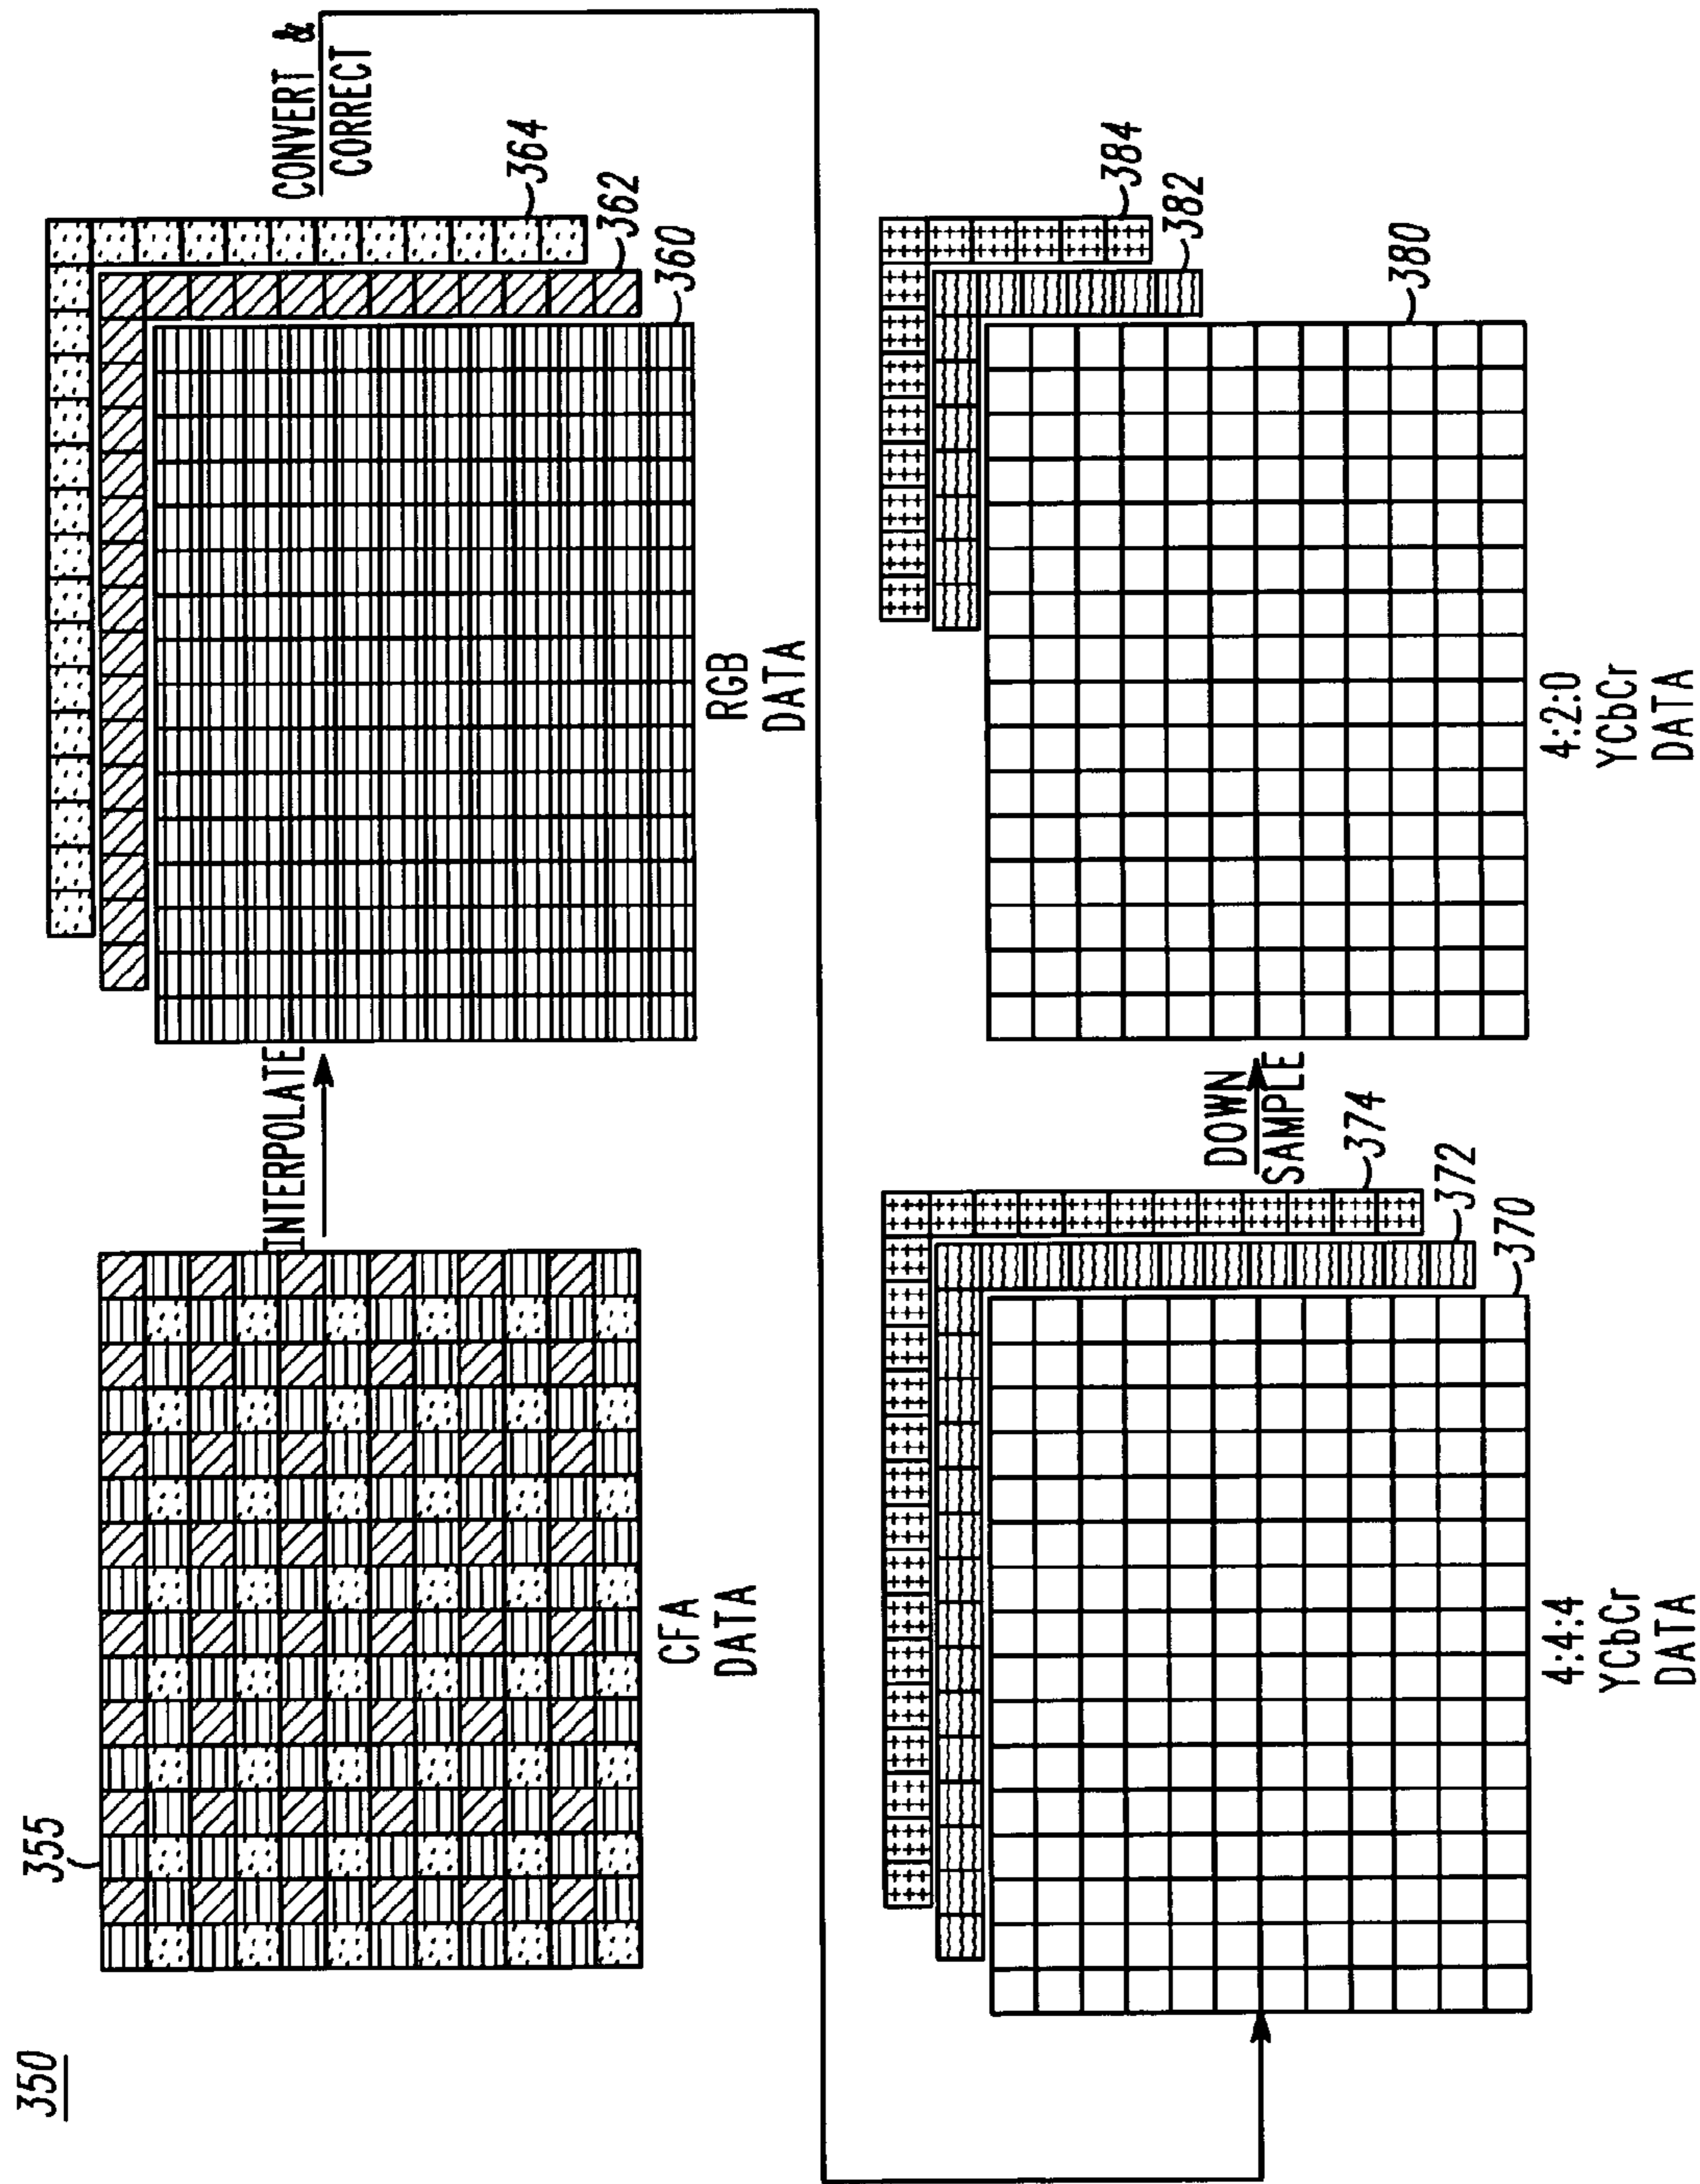 350
355
CFA
DATA
INTERPOLATE
364
362
360
RGB
DATA
CONVERT &
CORRECT
374
372
370
4:4:4
YCbCr
DATA
DOWN
SAMPLE
384
382
380
4:2:0
YCbCr
DATA